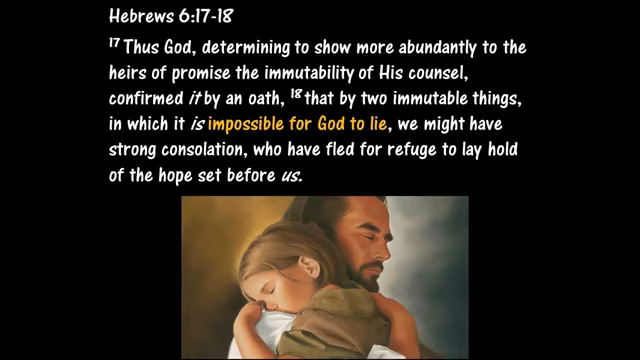 Hebrews 6:17-18
17 Thus God, determining to show more abundantly to the
heirs of promise the immutability of His counsel,
confirmed it by an oath, 18 that by two immutable things,
in which it is impossible for God to lie, we might have
strong consolation, who have fled for refuge to lay hold
of the hope set before us.